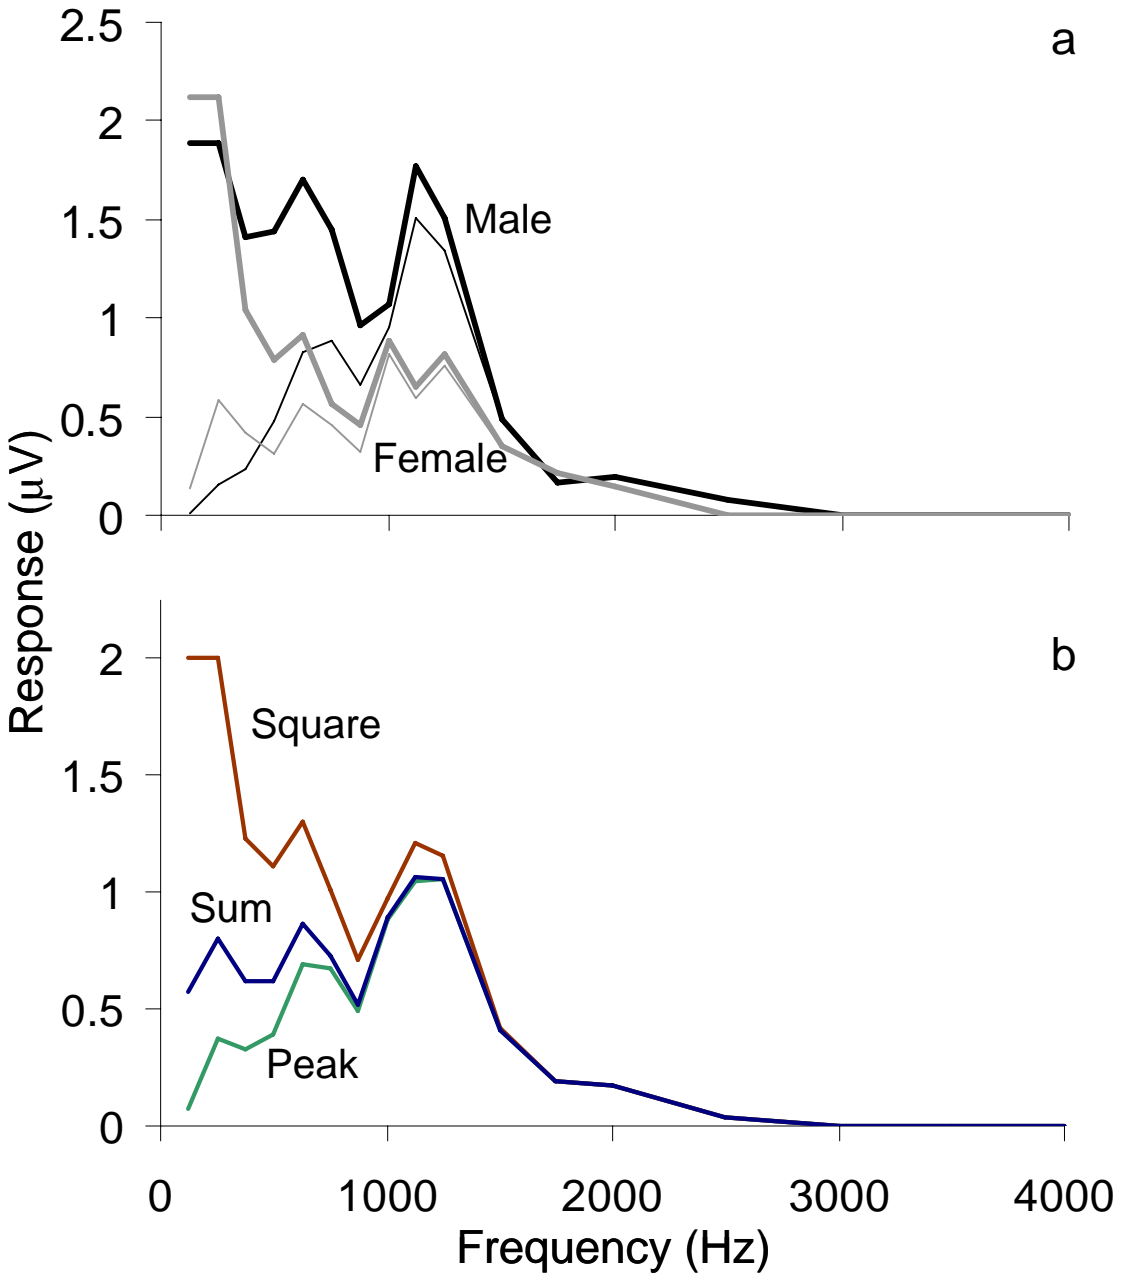 a
2.5
2
1.5
1
0.5
0
Male
Female
Response (μV)
b
2
1.5
1
0.5
0
Square
Sum
Peak
0 1000 2000 3000 4000
Frequency (Hz)